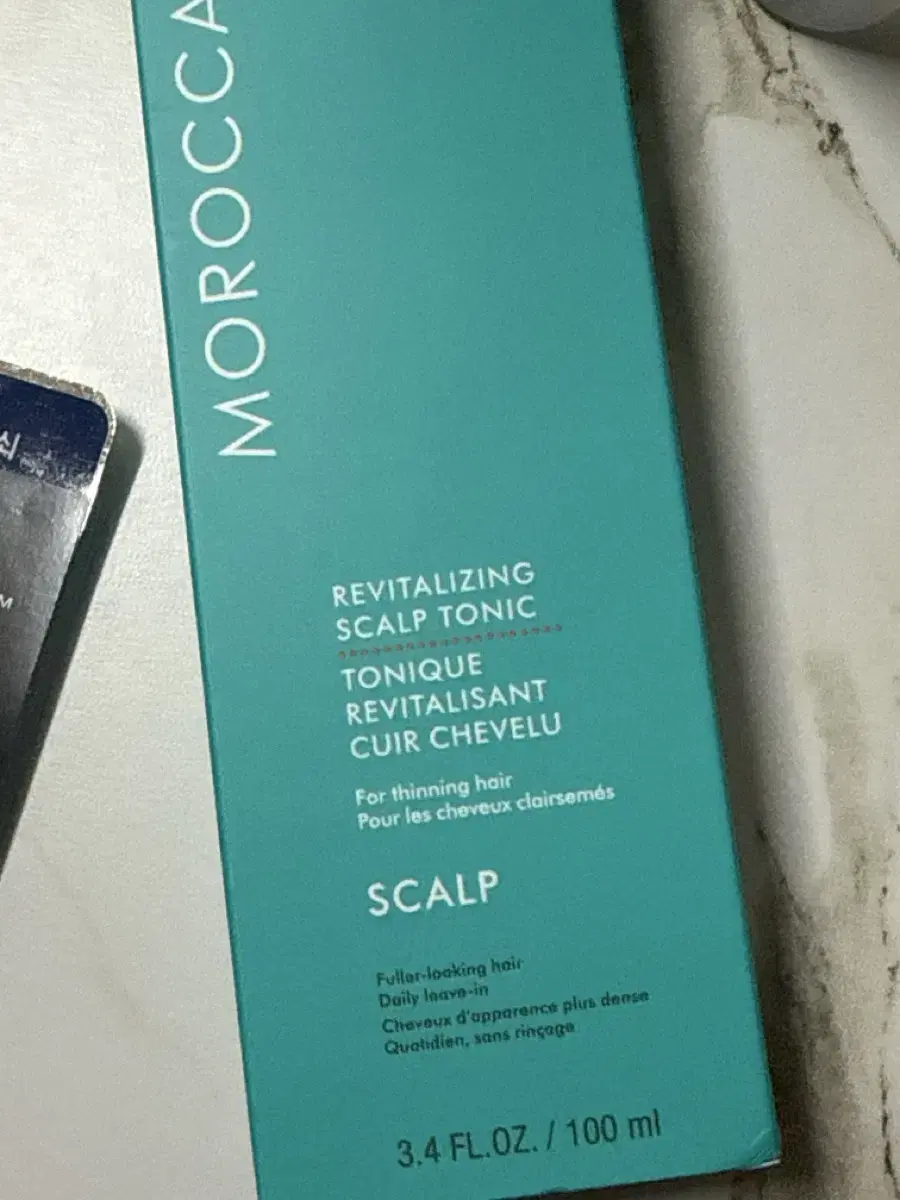 MOROCCA
REVITALIZING
SCALP TONIC
TONIQUE
REVITALISANT
CUIR CHEVELU
For thinning hair
Pour les cheveux clairsemés
SCALP
Fuller-looking hair
Daily leave-in
Cheveux d'apparence plus dense
Quotidien, sans rinçage
3.4 FL.OZ. / 100 ml